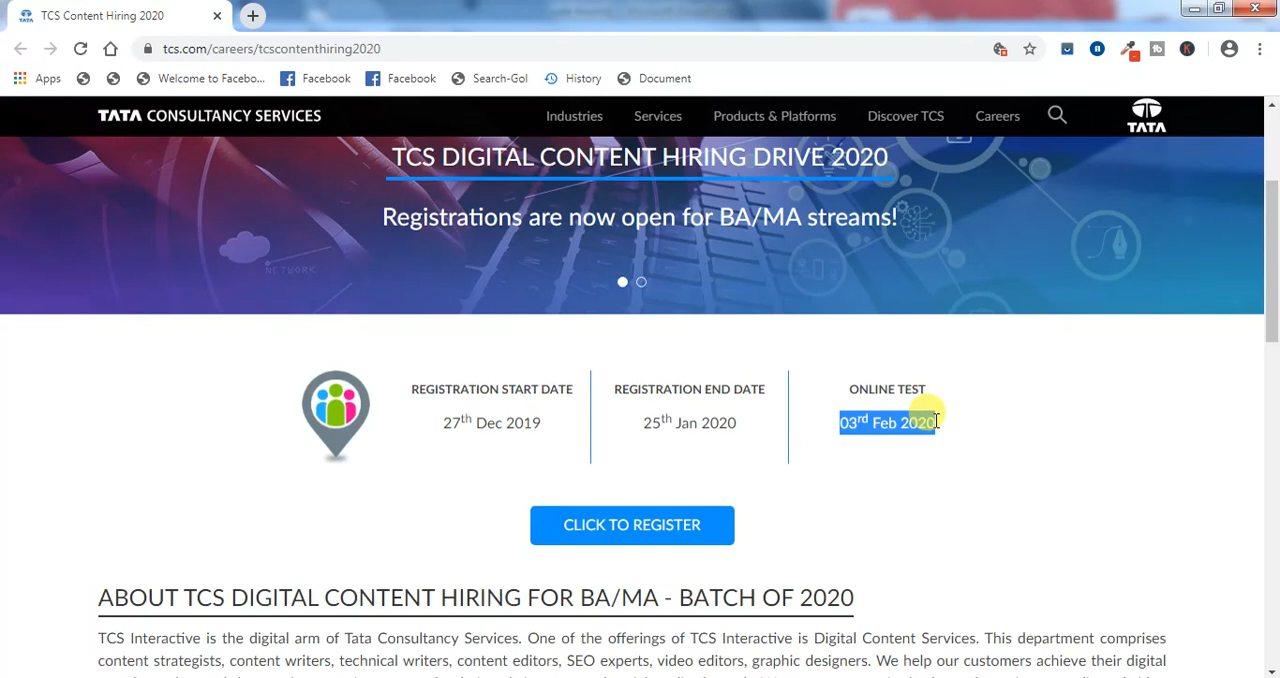 TCS Content Hiring 2020
tcs.com/careers/tcscontenthiring2020
Apps Welcome to Facebo... Facebook Facebook Search-Gol History Document
TATA CONSULTANCY SERVICES Industries Services Products & Platforms Discover TCS Careers TATA
TCS DIGITAL CONTENT HIRING DRIVE 2020
Registrations are now open for BA/MA streams!
NETWORK
REGISTRATION START DATE REGISTRATION END DATE ONLINE TEST
27th Dec 2019 25th Jan 2020 03rd Feb 2020
CLICK TO REGISTER
ABOUT TCS DIGITAL CONTENT HIRING FOR BA/MA - BATCH OF 2020
TCS Interactive is the digital arm of Tata Consultancy Services. One of the offerings of TCS Interactive is Digital Content Services. This department comprises
content strategists, content writers, technical writers, content editors, SEO experts, video editors, graphic designers. We help our customers achieve their digital